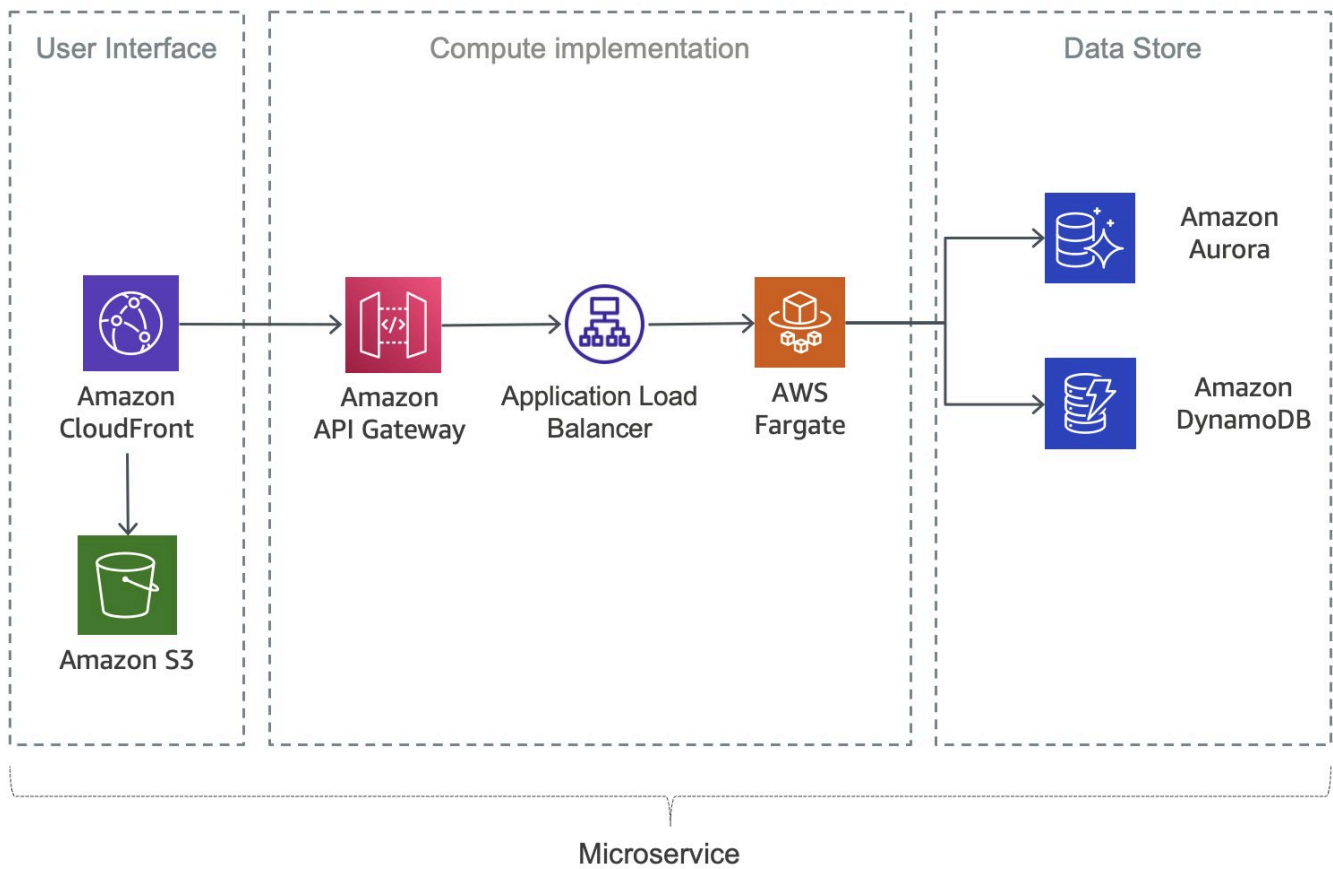 User Interface
Compute implementation
Data Store
Amazon
CloudFront
Amazon S3
</>
Amazon
API Gateway
Application Load
Balancer
AWS
Fargate
Amazon
Aurora
Amazon
DynamoDB
Microservice